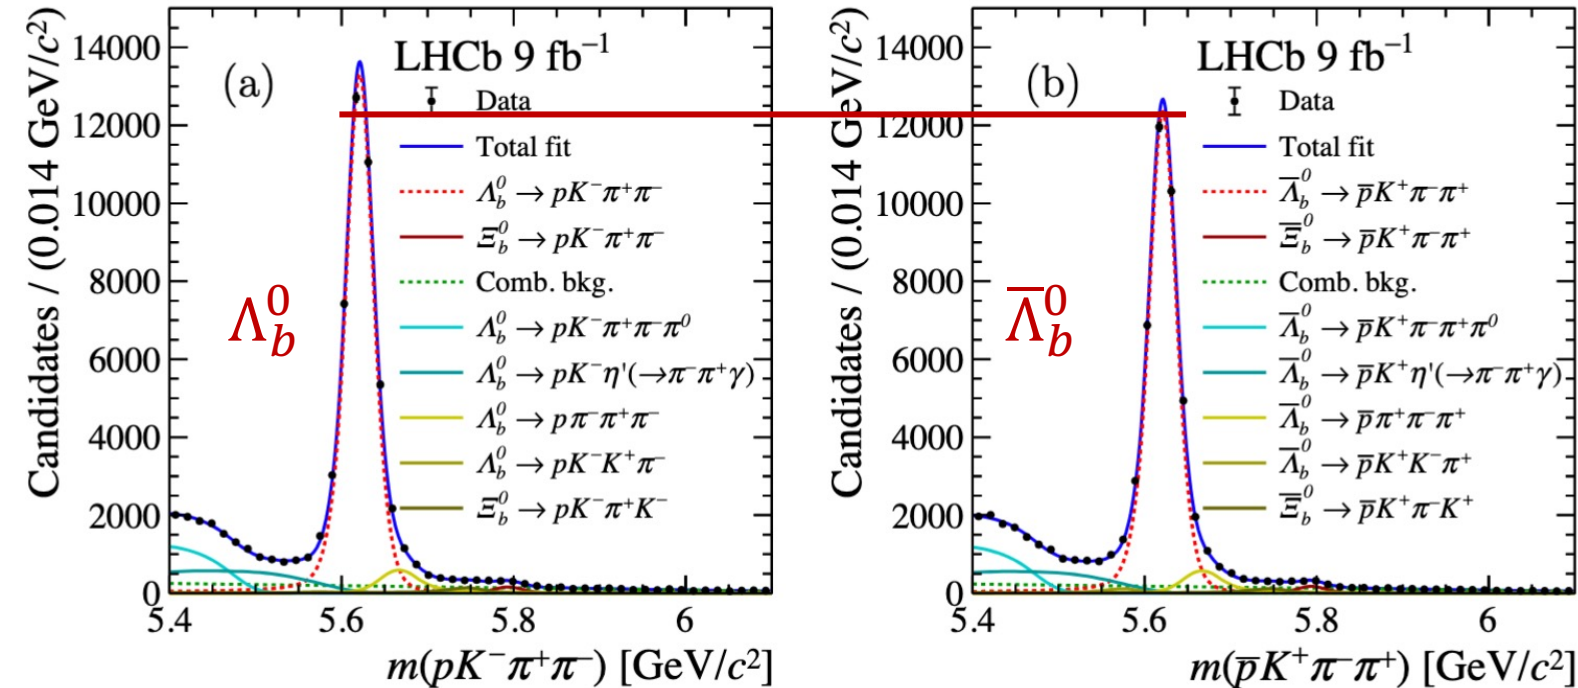 Candidates / (0.014 GeV/c²)
14000
12000
10000
8000
6000
4000
2000
0
(a)
LHCb 9 fb⁻¹
Data
Total fit
Λ_b^0 → pK⁻π⁺π⁻
Ξ_b^0 → pK⁻π⁺π⁻
Comb. bkg.
Λ_b^0 → pK⁻π⁺π⁻π⁰
Λ_b^0 → pK⁻η'(→π⁻π⁺γ)
Λ_b^0 → pπ⁻π⁺π⁻
Λ_b^0 → pK⁻K⁺π⁻
Ξ_b^0 → pK⁻π⁺K⁻
Λ_b^0
5.4 5.6 5.8 6
m(pK⁻π⁺π⁻) [GeV/c²]
Candidates / (0.014 GeV/c²)
14000
12000
10000
8000
6000
4000
2000
0
(b)
LHCb 9 fb⁻¹
Data
Total fit
Λ̅_b^0 → p̅K⁺π⁻π⁺
Ξ̅_b^0 → p̅K⁺π⁻π⁺
Comb. bkg.
Λ̅_b^0 → p̅K⁺π⁻π⁺π⁰
Λ̅_b^0 → p̅K⁺η'(→π⁻π⁺γ)
Λ̅_b^0 → p̅π⁺π⁻π⁺
Λ̅_b^0 → p̅K⁺K⁻π⁺
Ξ̅_b^0 → p̅K⁺π⁻K⁺
Λ̅_b^0
5.4 5.6 5.8 6
m(p̅K⁺π⁻π⁺) [GeV/c²]